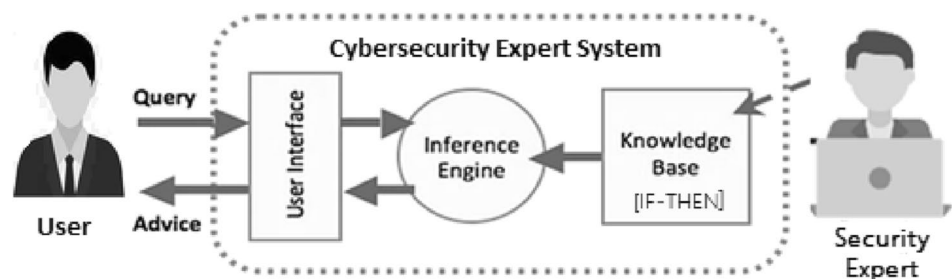 Cybersecurity Expert System
Query
User Interface
Inference
Engine
Knowledge
Base
[IF-THEN]
Advice
User
Security
Expert